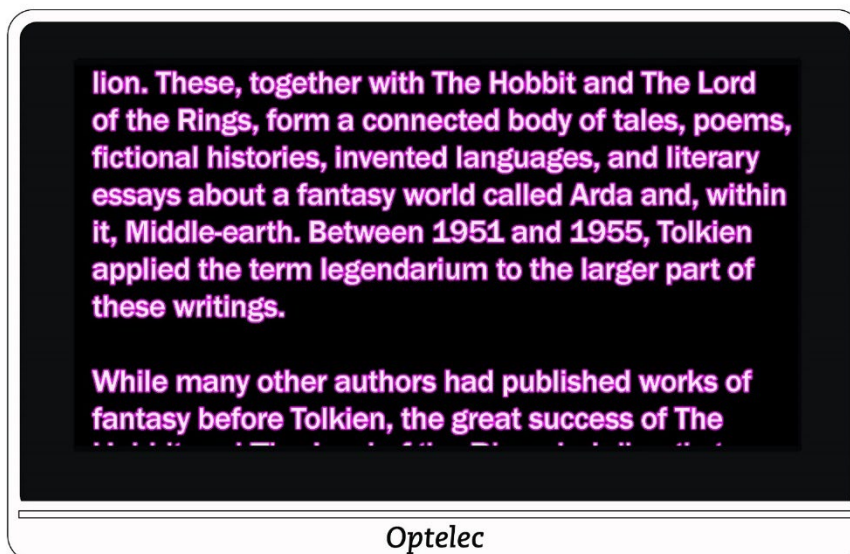 lion. These, together with The Hobbit and The Lord
of the Rings, form a connected body of tales, poems,
fictional histories, invented languages, and literary
essays about a fantasy world called Arda and, within
it, Middle-earth. Between 1951 and 1955, Tolkien
applied the term legendarium to the larger part of
these writings.
While many other authors had published works of
fantasy before Tolkien, the great success of The
Optelec